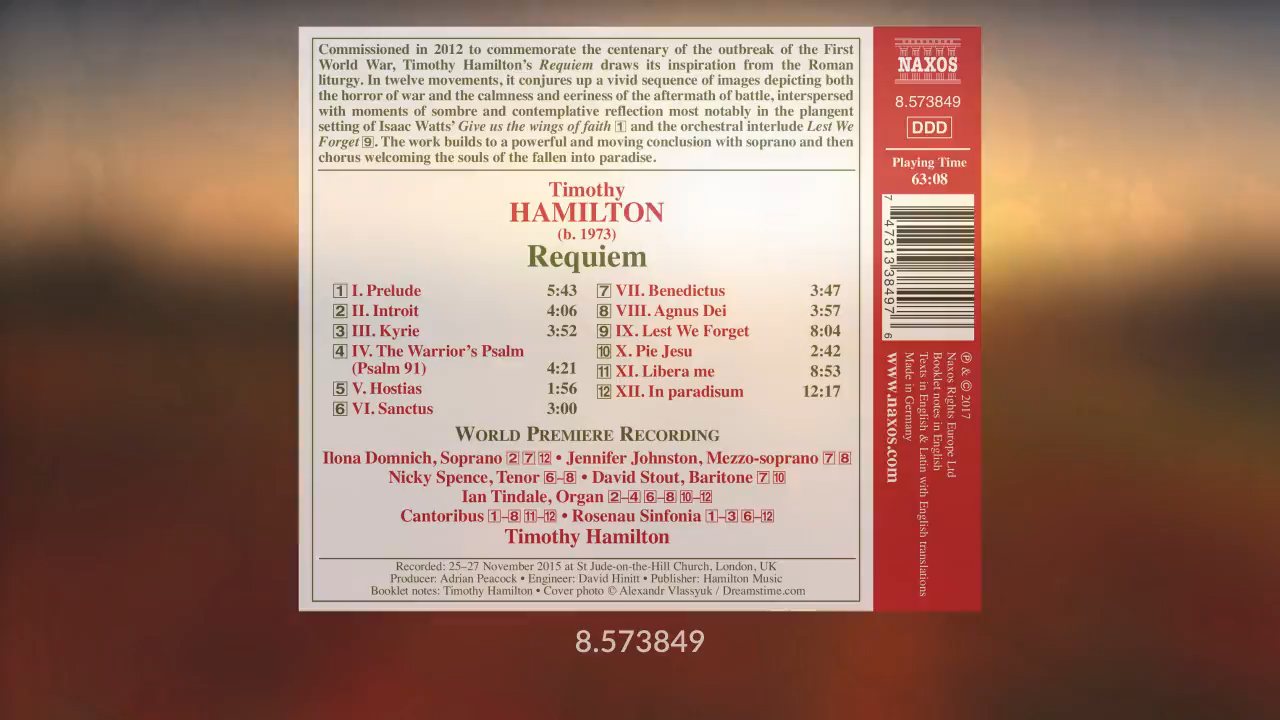 Commissioned in 2012 to commemorate the centenary of the outbreak of the First
World War, Timothy Hamilton's Requiem draws its inspiration from the Roman
liturgy. In twelve movements, it conjures up a vivid sequence of images depicting both
the horror of war and the calmness and eeriness of the aftermath of battle, interspersed
with moments of sombre and contemplative reflection most notably in the plangent
setting of Isaac Watts' Give us the wings of faith 1 and the orchestral interlude Lest We
Forget 9. The work builds to a powerful and moving conclusion with soprano and then
chorus welcoming the souls of the fallen into paradise.
Timothy
HAMILTON
(b. 1973)
Requiem
1 I. Prelude 5:43
2 II. Introit 4:06
3 III. Kyrie 3:52
4 IV. The Warrior's Psalm
(Psalm 91) 4:21
5 V. Hostias 1:56
6 VI. Sanctus 3:00
7 VII. Benedictus 3:47
8 VIII. Agnus Dei 3:57
9 IX. Lest We Forget 8:04
10 X. Pie Jesu 2:42
11 XI. Libera me 8:53
12 XII. In paradisum 12:17
WORLD PREMIERE RECORDING
Ilona Domnich, Soprano 2 7 12 • Jennifer Johnston, Mezzo-soprano 7 8
Nicky Spence, Tenor 6–8 • David Stout, Baritone 7 10
Ian Tindale, Organ 2–4 6–8 10–12
Cantoribus 1–8 11–12 • Rosenau Sinfonia 1–3 6–12
Timothy Hamilton
Recorded: 25–27 November 2015 at St Jude-on-the-Hill Church, London, UK
Producer: Adrian Peacock • Engineer: David Hinitt • Publisher: Hamilton Music
Booklet notes: Timothy Hamilton • Cover photo © Alexandr Vlassyuk / Dreamstime.com
NAXOS
8.573849
DDD
Playing Time
63:08
7 47313 38497 6
℗ & © 2017
Naxos Rights Europe Ltd
Booklet notes in English
Texts in English & Latin with English translations
Made in Germany
www.naxos.com
8.573849